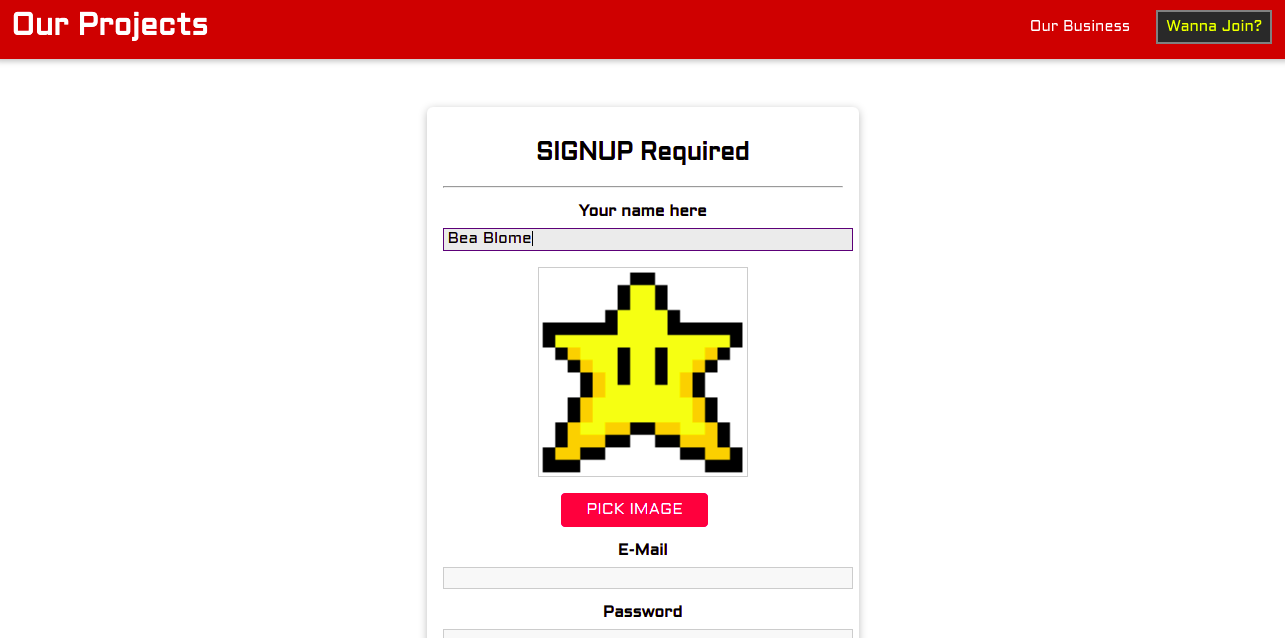 Our Projects
Our Business
Wanna Join?
SIGNUP Required
Your name here
Bea Blome
PICK IMAGE
E-Mail
Password